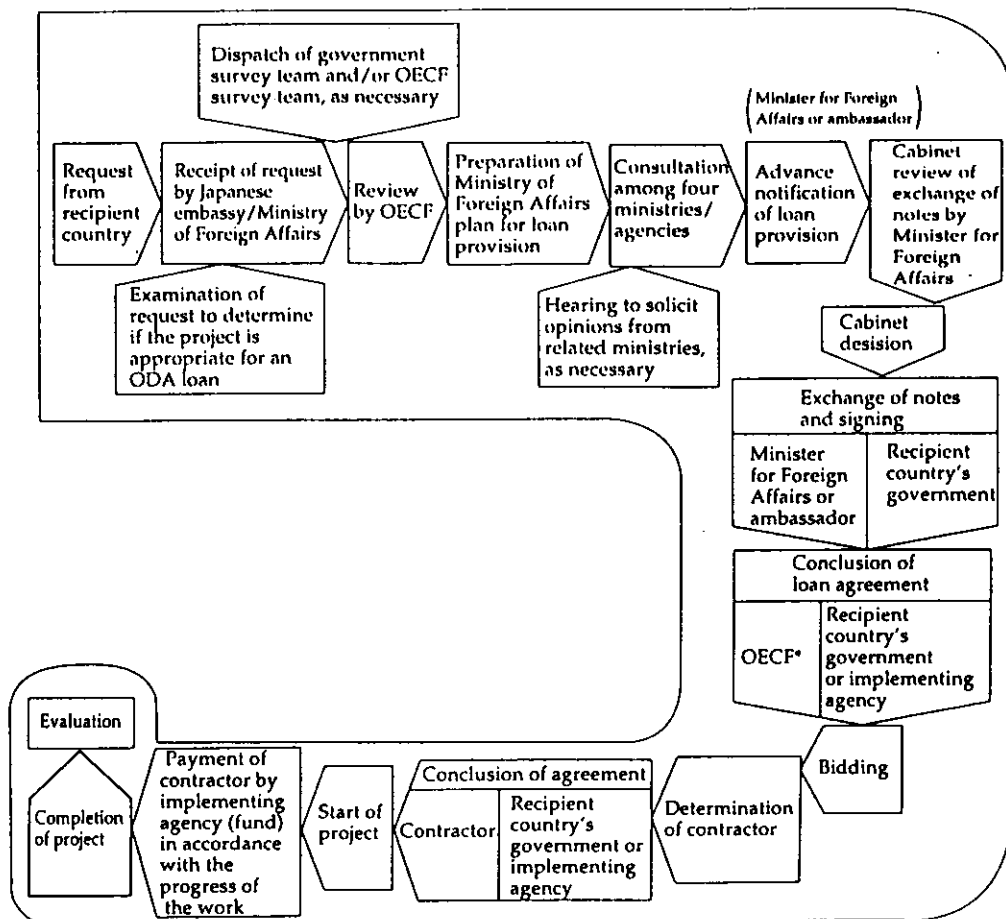 Dispatch of government
survey team and/or OECF
survey team, as necessary
Request
from
recipient
country
Receipt of request
by Japanese
embassy/Ministry
of Foreign Affairs
Examination of
request to determine
if the project is
appropriate for an
ODA loan
Review
by OECF
Preparation of
Ministry of
Foreign Affairs
plan for loan
provision
Consultation
among four
ministries/
agencies
Hearing to solicit
opinions from
related ministries,
as necessary
(Minister for Foreign
Affairs or ambassador)
Advance
notification
of loan
provision
Cabinet
review of
exchange of
notes by
Minister for
Foreign
Affairs
Cabinet
desision
Exchange of notes
and signing
Minister
for Foreign
Affairs or
ambassador
Recipient
country's
government
Conclusion of
loan agreement
OECF*
Recipient
country's
government
or implementing
agency
Bidding
Determination
of contractor
Conclusion of agreement
Contractor
Recipient
country's
government or
implementing
agency
Start of
project
Payment of
contractor by
implementing
agency (fund)
in accordance
with the
progress of
the work
Completion
of project
Evaluation